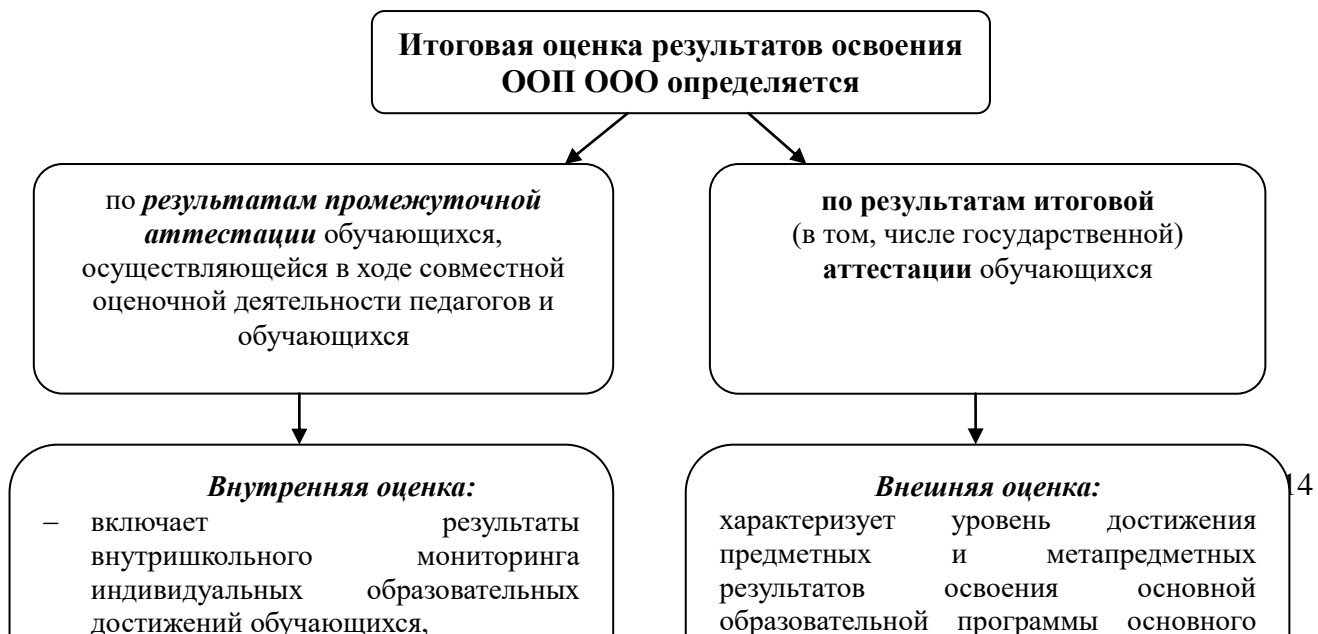 Итоговая оценка результатов освоения
ООП ООО определяется
по результатам промежуточной
аттестации обучающихся,
осуществляющейся в ходе совместной
оценочной деятельности педагогов и
обучающихся
по результатам итоговой
(в том, числе государственной)
аттестации обучающихся
Внутренняя оценка:
– включает результаты
внутришкольного мониторинга
индивидуальных образовательных
достижений обучающихся,
Внешняя оценка:
характеризует уровень достижения
предметных и метапредметных
результатов освоения основной
образовательной программы основного
14